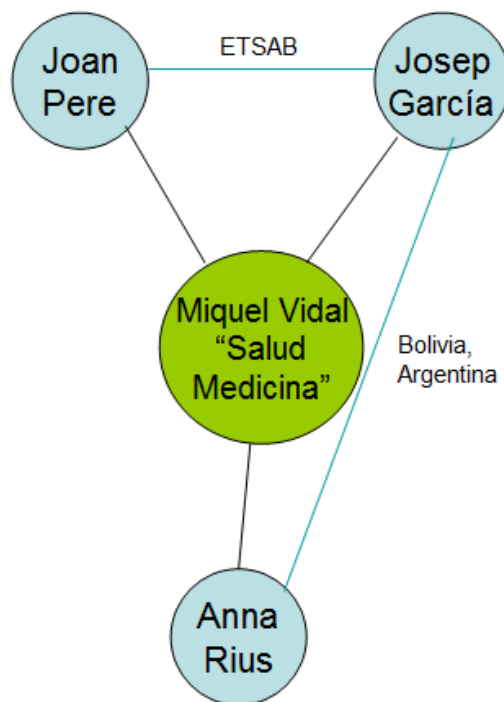 Joan
Pere
ETSAB
Josep
García
Miquel Vidal
“Salud
Medicina”
Bolivia,
Argentina
Anna
Rius